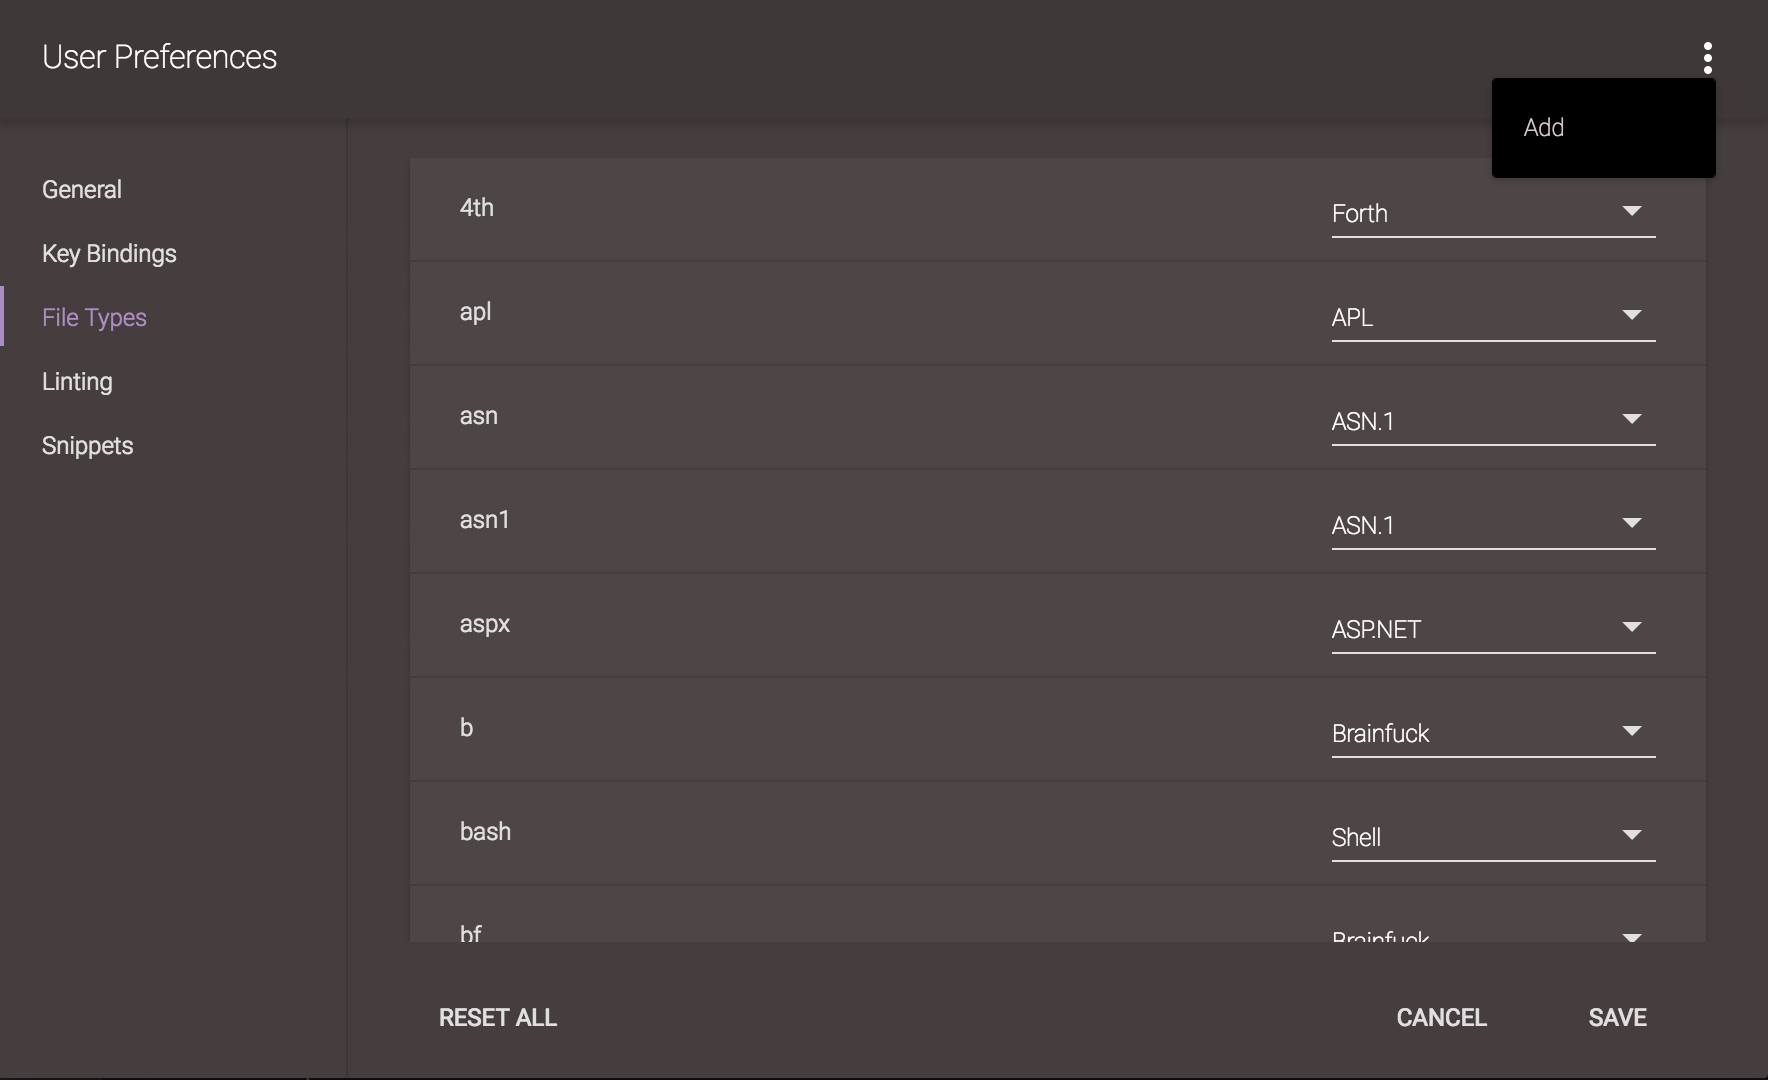 User Preferences
Add
General
Key Bindings
File Types
Linting
Snippets
4th
Forth
apl
APL
asn
ASN.1
asn1
ASN.1
aspx
ASP.NET
b
Brainfuck
bash
Shell
bf
Brainfuck
RESET ALL
CANCEL
SAVE